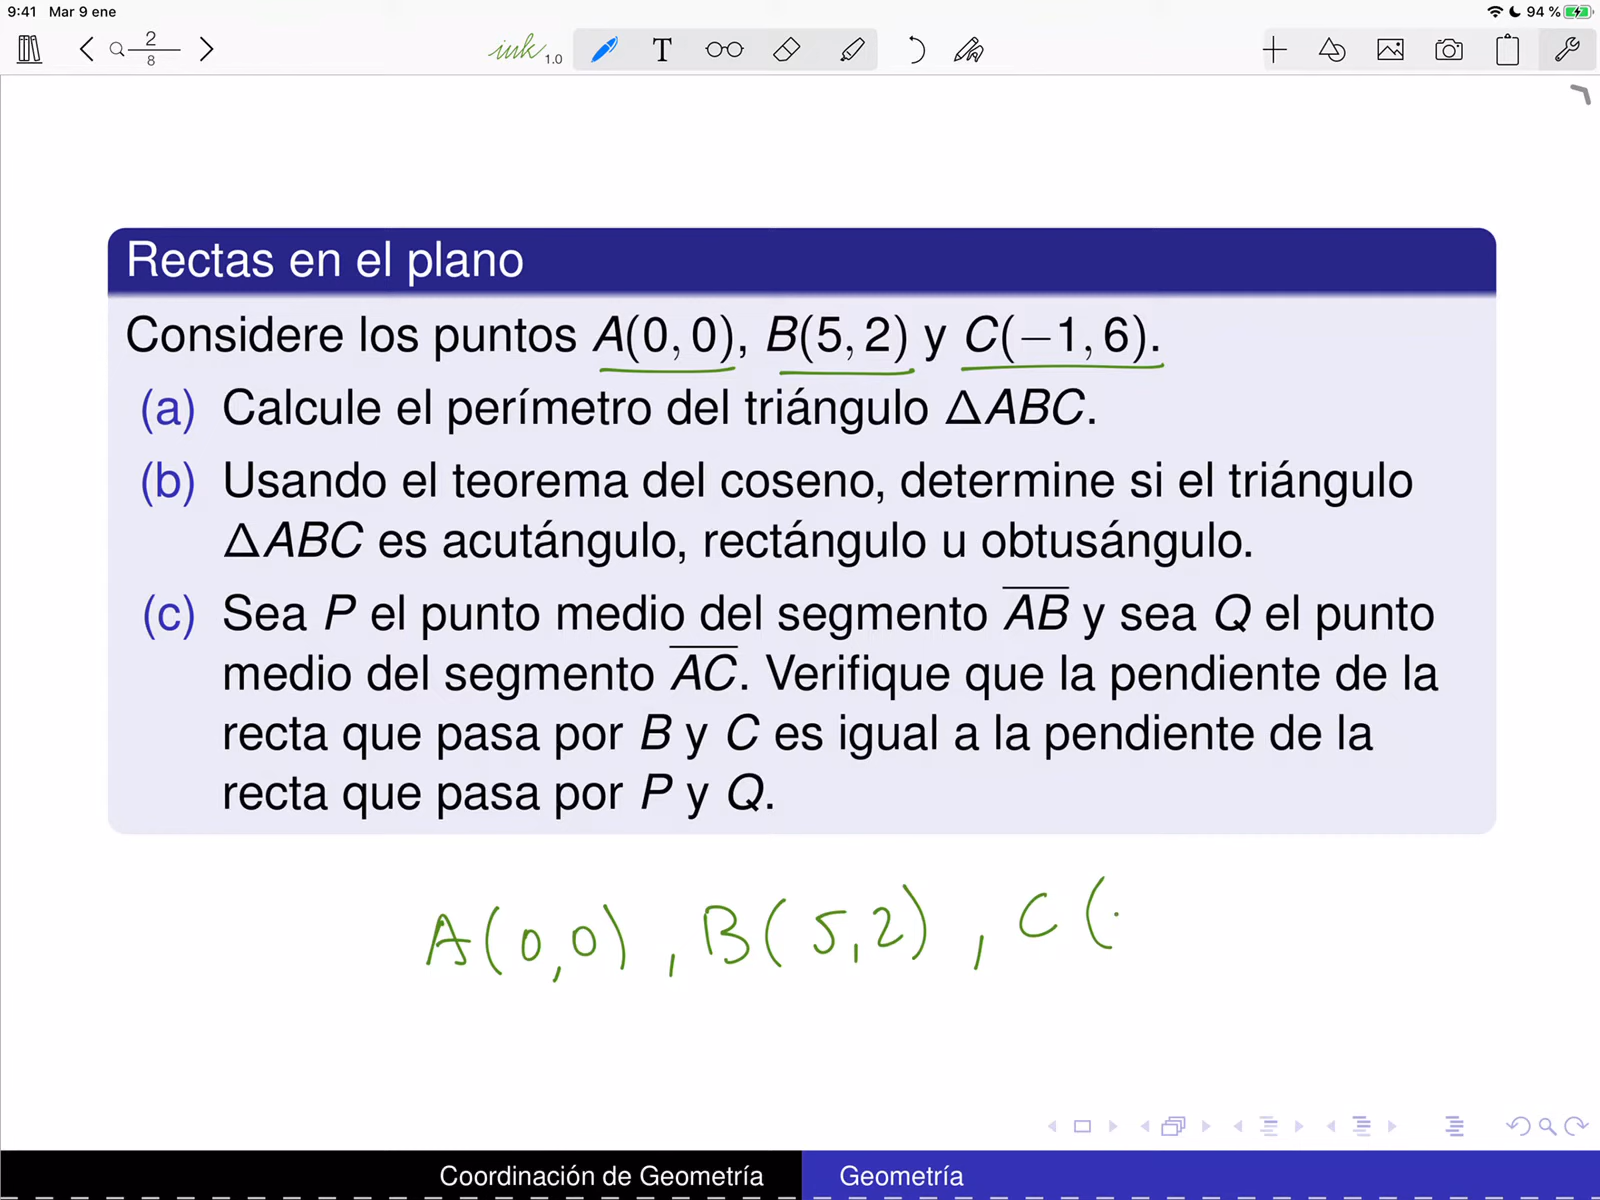 9:41 Mar 9 ene 94 %
2
8
ink 1.0 T
Rectas en el plano
Considere los puntos A(0, 0), B(5, 2) y C(−1, 6).
(a) Calcule el perímetro del triángulo ΔABC.
(b) Usando el teorema del coseno, determine si el triángulo
ΔABC es acutángulo, rectángulo u obtusángulo.
(c) Sea P el punto medio del segmento A̅B̅ y sea Q el punto
medio del segmento A̅C̅. Verifique que la pendiente de la
recta que pasa por B y C es igual a la pendiente de la
recta que pasa por P y Q.
A(0,0) , B(5,2) , C(
Coordinación de Geometría Geometría